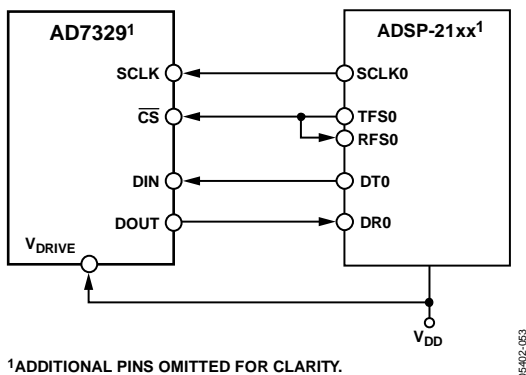 AD7329¹
ADSP-21xx¹
SCLK
SCLK0
CS
TFS0
RFS0
DIN
DT0
DOUT
DR0
VDRIVE
VDD
¹ADDITIONAL PINS OMITTED FOR CLARITY.
05402-053